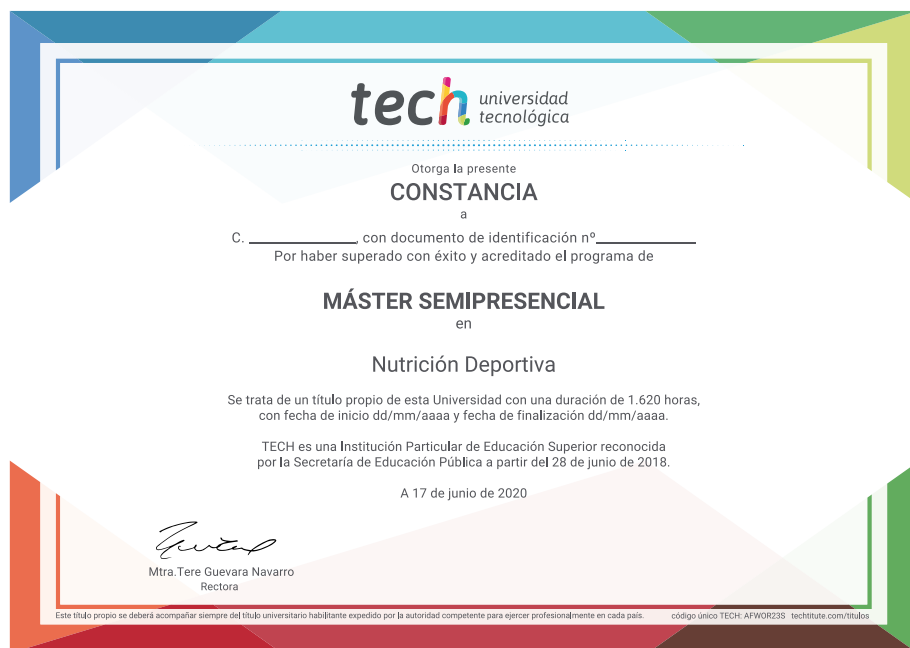 tech universidad
tecnológica
Otorga la presente
CONSTANCIA
a
C. ____________, con documento de identificación nº____________
Por haber superado con éxito y acreditado el programa de
MÁSTER SEMIPRESENCIAL
en
Nutrición Deportiva
Se trata de un título propio de esta Universidad con una duración de 1.620 horas,
con fecha de inicio dd/mm/aaaa y fecha de finalización dd/mm/aaaa.
TECH es una Institución Particular de Educación Superior reconocida
por la Secretaría de Educación Pública a partir del 28 de junio de 2018.
A 17 de junio de 2020
Mtra.Tere Guevara Navarro
Rectora
Este título propio se deberá acompañar siempre del título universitario habilitante expedido por la autoridad competente para ejercer profesionalmente en cada país. código único TECH: AFWOR23S techtitute.com/titulos